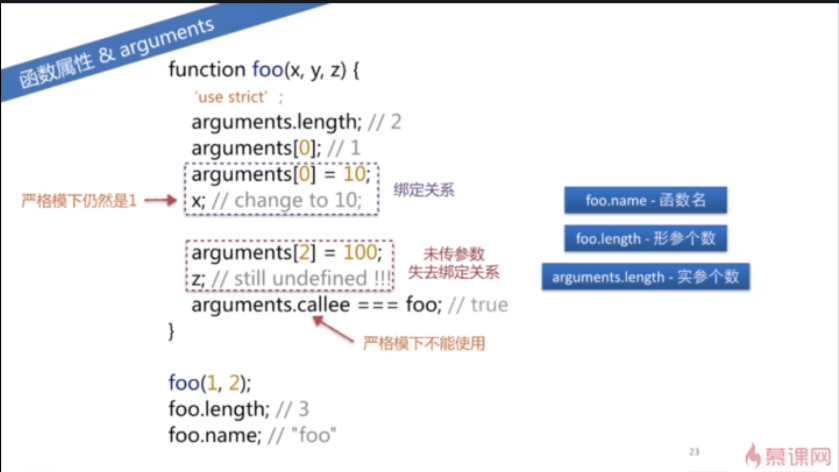 函数属性 & arguments
function foo(x, y, z) {
'use strict' ;
arguments.length; // 2
arguments[0]; // 1
arguments[0] = 10;
x; // change to 10;
绑定关系
严格模下仍然是1
arguments[2] = 100;
z; // still undefined !!!
未传参数
失去绑定关系
arguments.callee === foo; // true
}
严格模下不能使用
foo(1, 2);
foo.length; // 3
foo.name; // "foo"
foo.name - 函数名
foo.length - 形参个数
arguments.length - 实参个数
23
慕课网